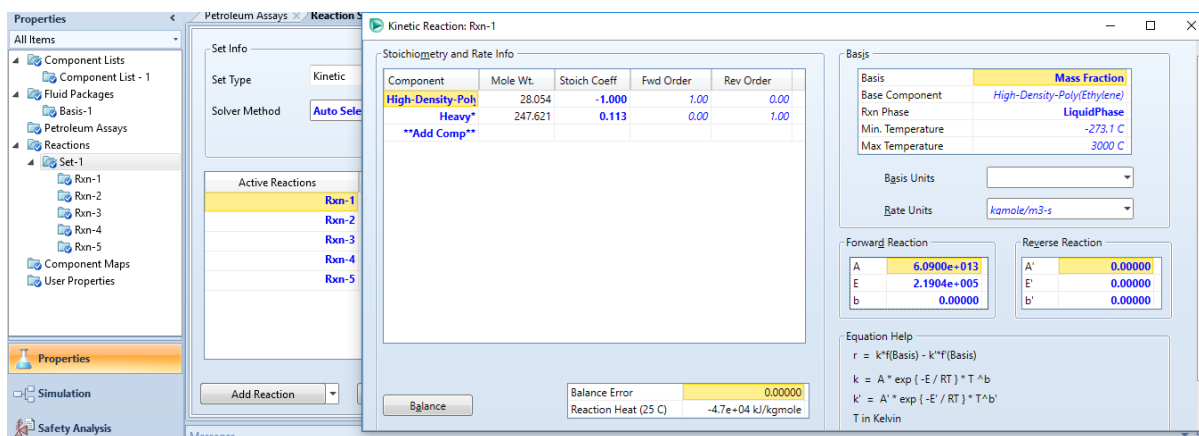 Properties <
All Items
Component Lists
Component List - 1
Fluid Packages
Basis-1
Petroleum Assays
Reactions
Set-1
Rxn-1
Rxn-2
Rxn-3
Rxn-4
Rxn-5
Component Maps
User Properties
Properties
Simulation
Safety Analysis
Petroleum Assays × Reaction S
Set Info
Set Type Kinetic
Solver Method Auto Sele
Active Reactions
Rxn-1
Rxn-2
Rxn-3
Rxn-4
Rxn-5
Add Reaction
Kinetic Reaction: Rxn-1
Stoichiometry and Rate Info
Component Mole Wt. Stoich Coeff Fwd Order Rev Order
High-Density-Poly 28.054 -1.000 1.00 0.00
Heavy* 247.621 0.113 0.00 1.00
**Add Comp**
Balance
Balance Error 0.00000
Reaction Heat (25 C) -4.7e+04 kJ/kgmole
Basis
Basis Mass Fraction
Base Component High-Density-Poly(Ethylene)
Rxn Phase LiquidPhase
Min. Temperature -273.1 C
Max Temperature 3000 C
Basis Units
Rate Units kgmole/m3-s
Forward Reaction
A 6.0900e+013
E 2.1904e+005
b 0.00000
Reverse Reaction
A' 0.00000
E' 0.00000
b' 0.00000
Equation Help
r = k*f(Basis) - k'*f'(Basis)
k = A * exp { -E / RT } * T ^b
k' = A' * exp { -E' / RT } * T^b'
T in Kelvin